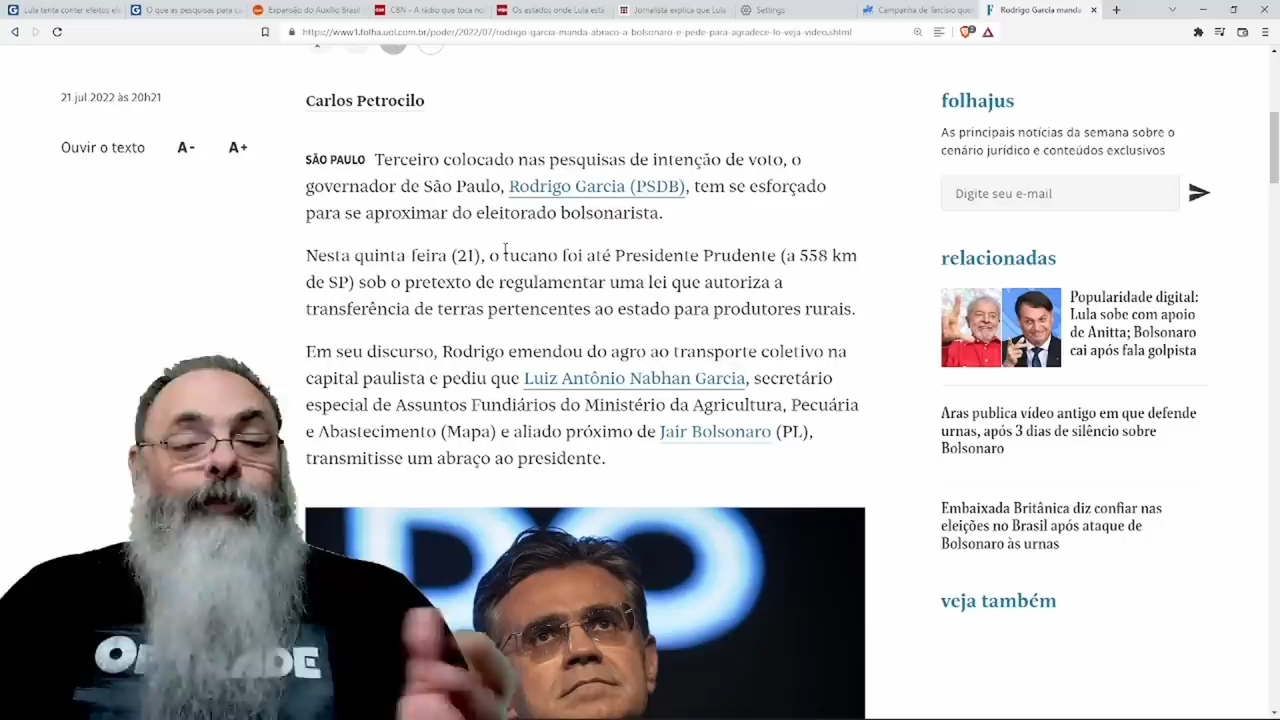 Lula tenta conter efeitos ele
O que as pesquisas para ca
Expansão do Auxílio Brasil
CBN - A rádio que toca no
Os estados onde Lula está
Jornalista explica que Lula
Settings
Campanha de Tarcísio quer
Rodrigo Garcia manda
https://www1.folha.uol.com.br/poder/2022/07/rodrigo-garcia-manda-abraco-a-bolsonaro-e-pede-para-agradece-lo-veja-video.shtml
21 jul 2022 às 20h21
Ouvir o texto A- A+
Carlos Petrocilo
SÃO PAULO Terceiro colocado nas pesquisas de intenção de voto, o
governador de São Paulo, Rodrigo Garcia (PSDB), tem se esforçado
para se aproximar do eleitorado bolsonarista.
Nesta quinta-feira (21), o tucano foi até Presidente Prudente (a 558 km
de SP) sob o pretexto de regulamentar uma lei que autoriza a
transferência de terras pertencentes ao estado para produtores rurais.
Em seu discurso, Rodrigo emendou do agro ao transporte coletivo na
capital paulista e pediu que Luiz Antônio Nabhan Garcia, secretário
especial de Assuntos Fundiários do Ministério da Agricultura, Pecuária
e Abastecimento (Mapa) e aliado próximo de Jair Bolsonaro (PL),
transmitisse um abraço ao presidente.
folhajus
As principais notícias da semana sobre o
cenário jurídico e conteúdos exclusivos
Digite seu e-mail
relacionadas
Popularidade digital:
Lula sobe com apoio
de Anitta; Bolsonaro
cai após fala golpista
Aras publica vídeo antigo em que defende
urnas, após 3 dias de silêncio sobre
Bolsonaro
Embaixada Britânica diz confiar nas
eleições no Brasil após ataque de
Bolsonaro às urnas
veja também